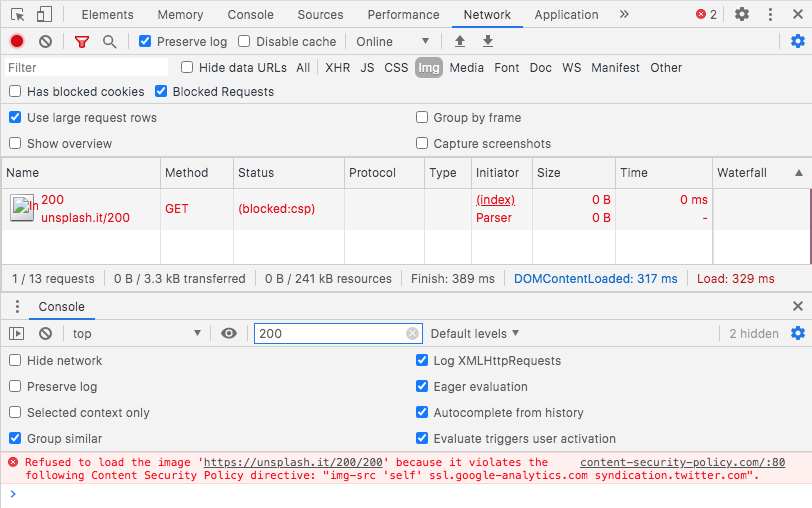 Elements Memory Console Sources Performance Network Application » 2
Preserve log Disable cache Online
Filter Hide data URLs All XHR JS CSS Img Media Font Doc WS Manifest Other
Has blocked cookies Blocked Requests
Use large request rows Group by frame
Show overview Capture screenshots
Name Method Status Protocol Type Initiator Size Time Waterfall
200 (index) 0 B 0 ms
GET (blocked:csp)
unsplash.it/200 Parser 0 B -
1 / 13 requests 0 B / 3.3 kB transferred 0 B / 241 kB resources Finish: 389 ms DOMContentLoaded: 317 ms Load: 329 ms
Console
top 200 Default levels 2 hidden
Hide network Log XMLHttpRequests
Preserve log Eager evaluation
Selected context only Autocomplete from history
Group similar Evaluate triggers user activation
Refused to load the image 'https://unsplash.it/200/200' because it violates the content-security-policy.com/:80
following Content Security Policy directive: "img-src 'self' ssl.google-analytics.com syndication.twitter.com".